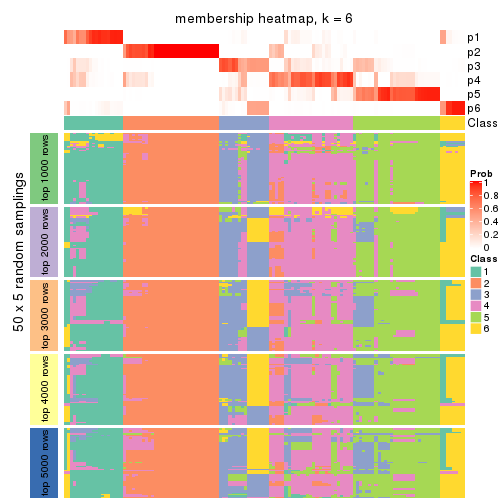 membership heatmap, k = 6
p1
p2
p3
p4
p5
p6
Class
50 x 5 random samplings
top 1000 rows
top 2000 rows
top 3000 rows
top 4000 rows
top 5000 rows
Prob
1
0.8
0.6
0.4
0.2
0
Class
1
2
3
4
5
6